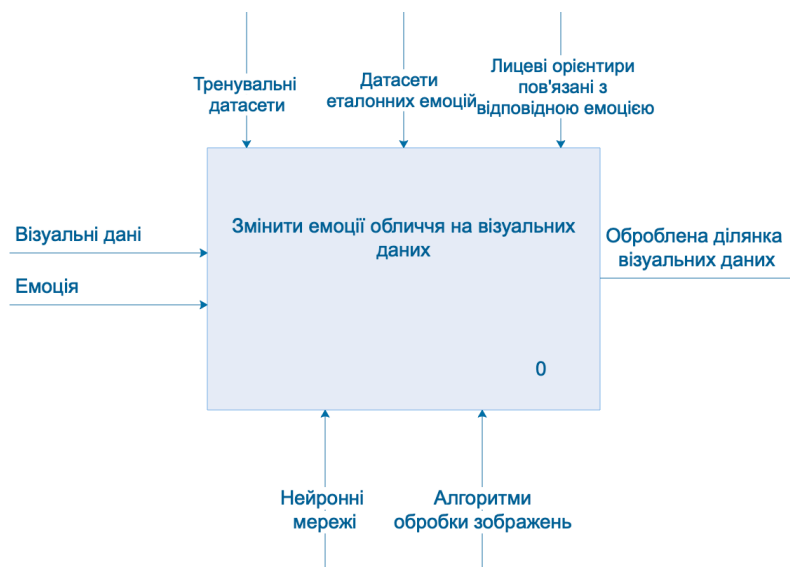 Тренувальні
датасети
Датасети
еталонних емоцій
Лицеві орієнтири
пов'язані з
відповідною емоцією
Візуальні дані
Емоція
Змінити емоції обличчя на візуальних
даних
0
Оброблена ділянка
візуальних даних
Нейронні
мережі
Алгоритми
обробки зображень